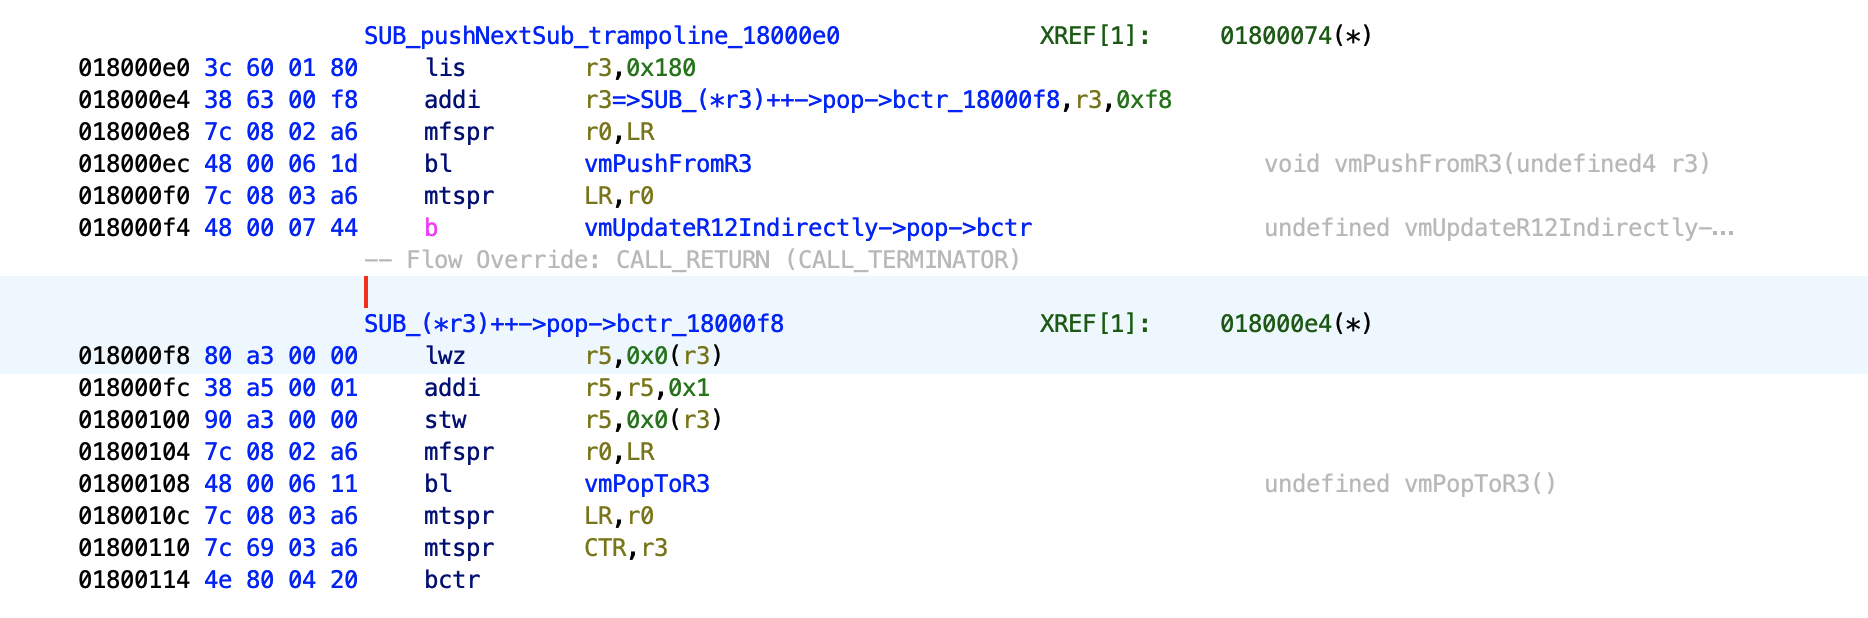 SUB_pushNextSub_trampoline_18000e0 XREF[1]: 01800074(*)
018000e0 3c 60 01 80 lis r3,0x180
018000e4 38 63 00 f8 addi r3=>SUB_(*r3)++->pop->bctr_18000f8,r3,0xf8
018000e8 7c 08 02 a6 mfspr r0,LR
018000ec 48 00 06 1d bl vmPushFromR3 void vmPushFromR3(undefined4 r3)
018000f0 7c 08 03 a6 mtspr LR,r0
018000f4 48 00 07 44 b vmUpdateR12Indirectly->pop->bctr undefined vmUpdateR12Indirectly-...
-- Flow Override: CALL_RETURN (CALL_TERMINATOR)
SUB_(*r3)++->pop->bctr_18000f8 XREF[1]: 018000e4(*)
018000f8 80 a3 00 00 lwz r5,0x0(r3)
018000fc 38 a5 00 01 addi r5,r5,0x1
01800100 90 a3 00 00 stw r5,0x0(r3)
01800104 7c 08 02 a6 mfspr r0,LR
01800108 48 00 06 11 bl vmPopToR3 undefined vmPopToR3()
0180010c 7c 08 03 a6 mtspr LR,r0
01800110 7c 69 03 a6 mtspr CTR,r3
01800114 4e 80 04 20 bctr